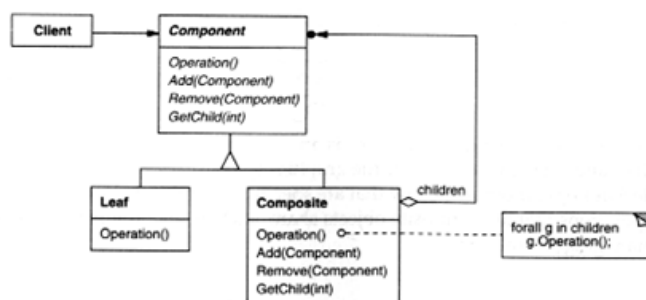 Client
Component
Operation()
Add(Component)
Remove(Component)
GetChild(int)
Leaf
Operation()
Composite
Operation()
Add(Component)
Remove(Component)
GetChild(int)
children
forall g in children
g.Operation();